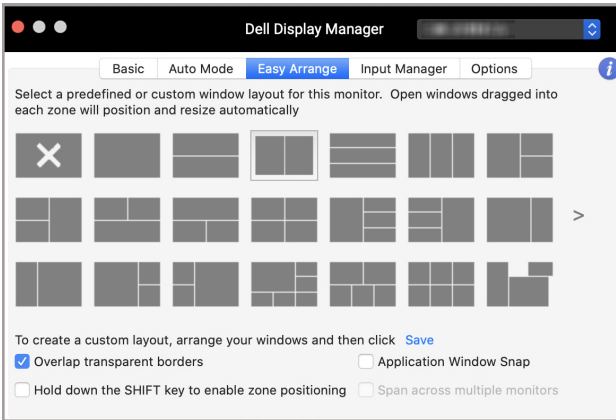 Dell Display Manager
Basic Auto Mode Easy Arrange Input Manager Options
Select a predefined or custom window layout for this monitor. Open windows dragged into
each zone will position and resize automatically
To create a custom layout, arrange your windows and then click Save
Overlap transparent borders Application Window Snap
Hold down the SHIFT key to enable zone positioning Span across multiple monitors